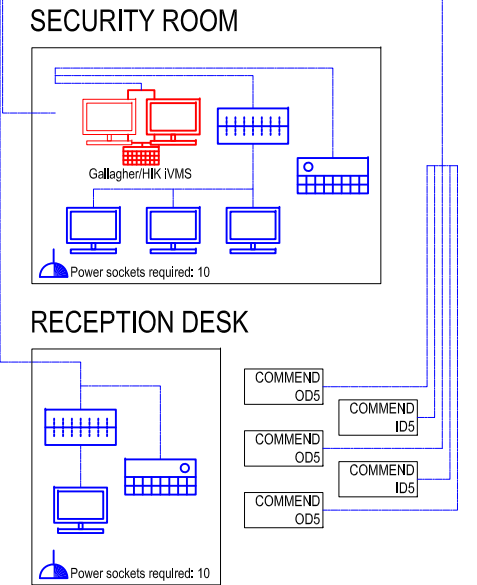 SECURITY ROOM
Gallagher/HIK iVMS
Power sockets required: 10
RECEPTION DESK
COMMEND
OD5
COMMEND
ID5
COMMEND
OD5
COMMEND
ID5
COMMEND
OD5
Power sockets required: 10